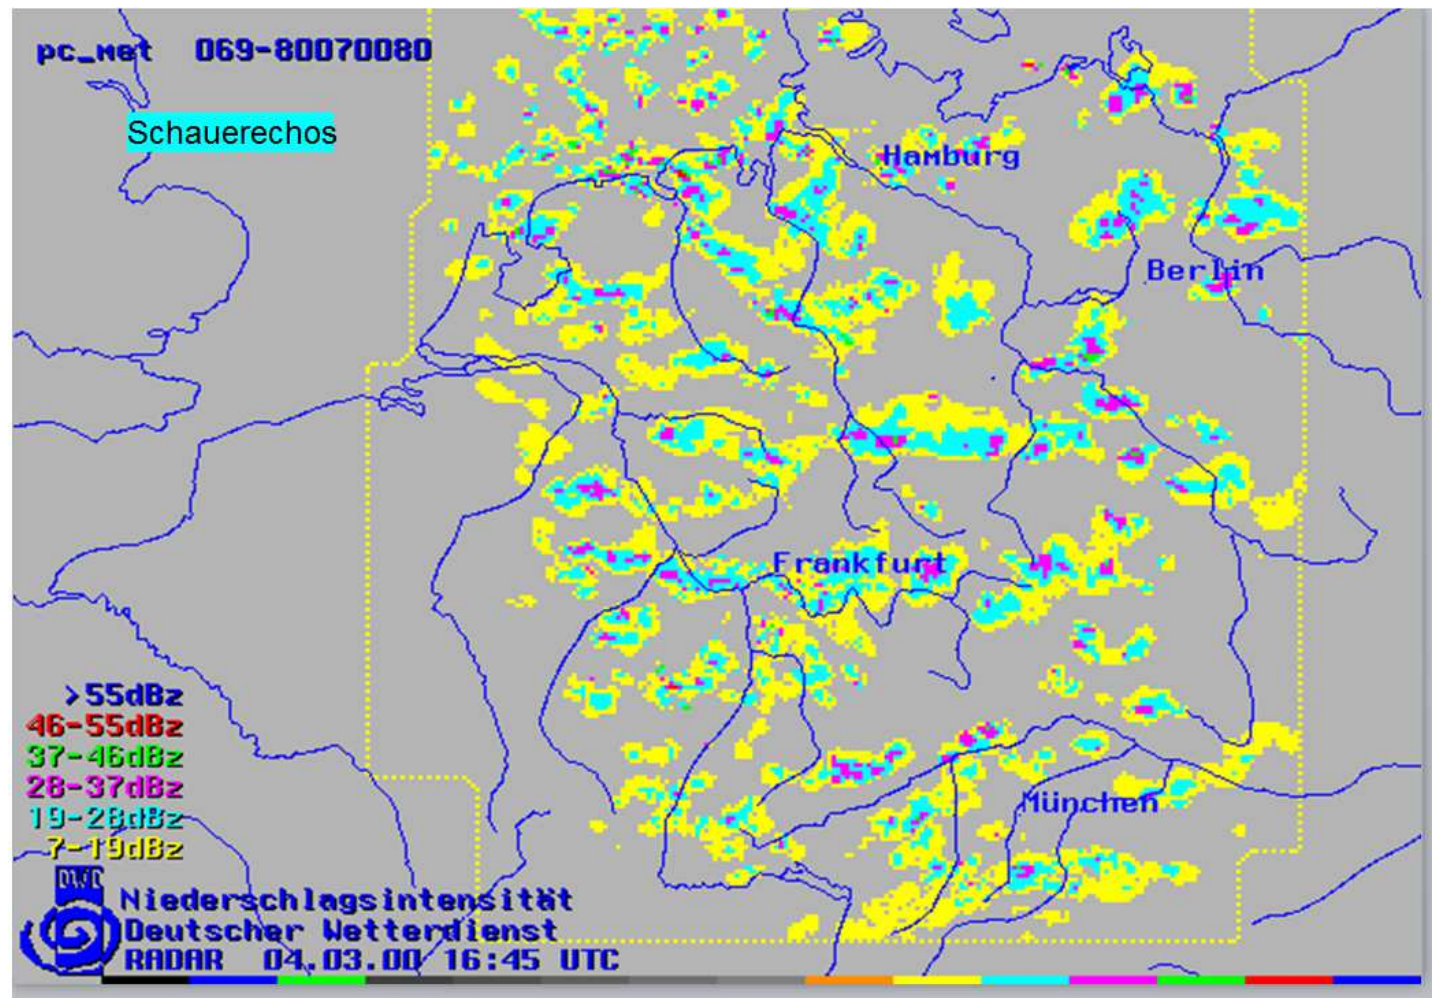 pc_met 069-80070080
Schauerechos
Hamburg
Berlin
Frankfurt
>55dBz
46-55dBz
37-46dBz
28-37dBz
19-28dBz
7-19dBz
München
Niederschlagsintensität
Deutscher Wetterdienst
RADAR 04.03.00 16:45 UTC